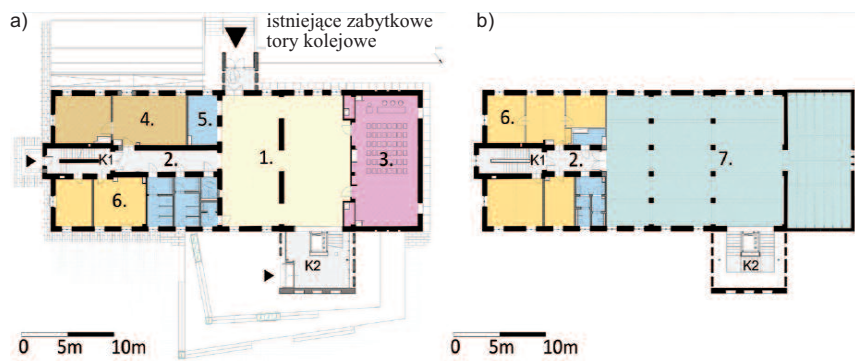 a)
istniejące zabytkowe
tory kolejowe
4.
5.
1.
3.
K1
2.
6.
K2
0 5m 10m
b)
6.
K1
2.
7.
K2
0 5m 10m